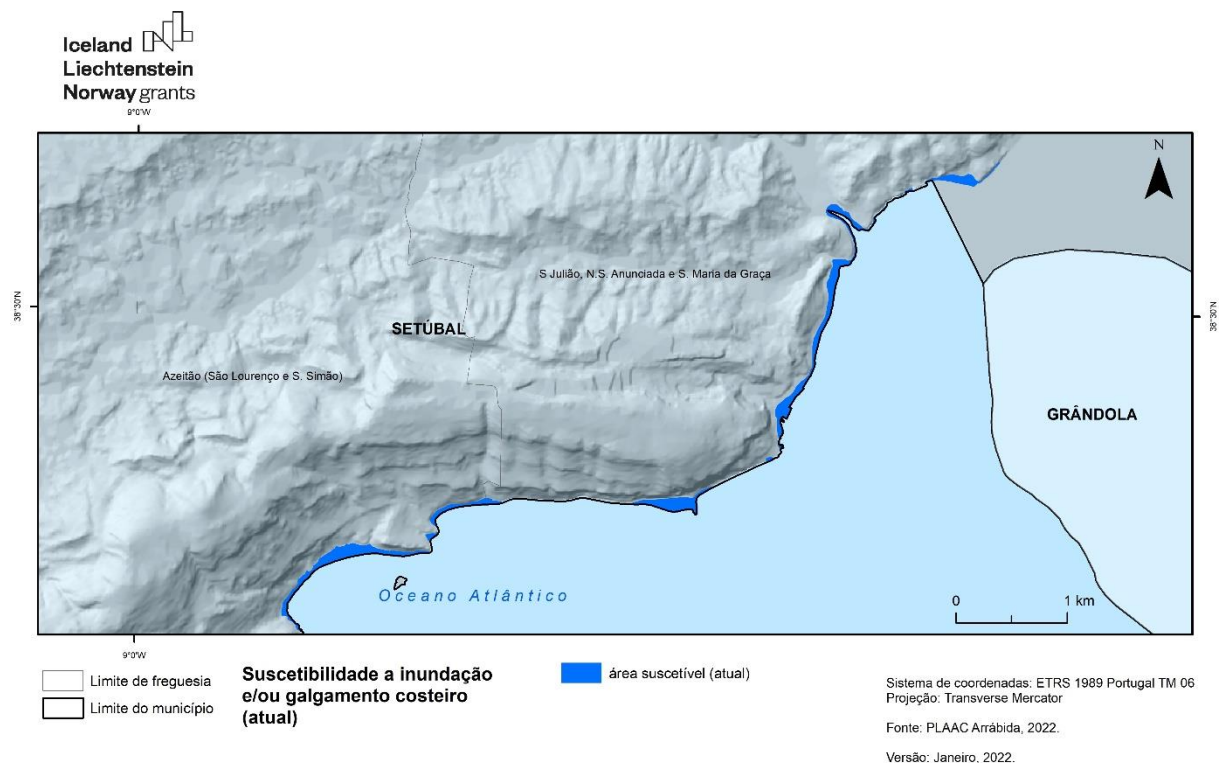 Iceland
Liechtenstein
Norway grants
9°0'W
N
S Julião, N.S. Anunciada e S. Maria da Graça
38°30'N
38°30'N
SETÚBAL
Azeitão (São Lourenço e S. Simão)
GRÂNDOLA
Oceano Atlântico
0 1 km
9°0'W
Limite de freguesia
Limite do município
Suscetibilidade a inundação
e/ou galgamento costeiro
(atual)
área suscetível (atual)
Sistema de coordenadas: ETRS 1989 Portugal TM 06
Projeção: Transverse Mercator
Fonte: PLAAC Arrábida, 2022.
Versão: Janeiro, 2022.